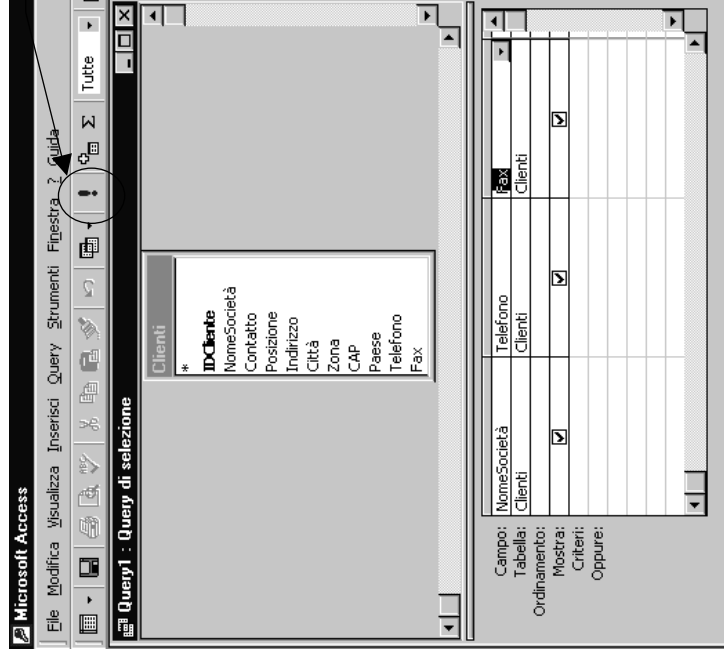 Microsoft Access
File Modifica Visualizza Inserisci Query Strumenti Finestra ? Guida
ABC Σ Tutte
Query1 : Query di selezione
Clienti
*
IDCliente
NomeSocietà
Contatto
Posizione
Indirizzo
Città
Zona
CAP
Paese
Telefono
Fax
Campo: NomeSocietà Telefono Fax
Tabella: Clienti Clienti Clienti
Ordinamento:
Mostra:
Criteri:
Oppure: